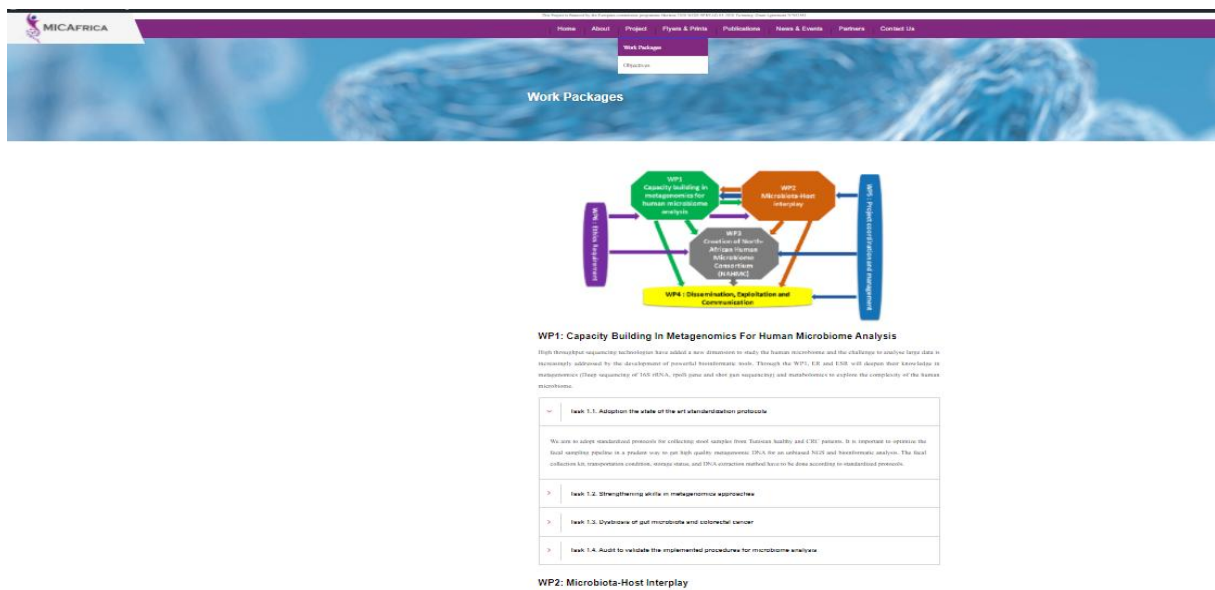 MICAFRICA
Home About Project Flyers & Prints Publications News & Events Partners Contact Us
Work Packages
Objectives
Work Packages
WP1
Capacity building in
metagenomics for
human microbiome
analysis
WP2
Microbiota-Host
interplay
WP6 : Ethics Requirement
WP3
Creation of North-
African Human
Microbiome
Consortium
(NAHMC)
WP5 : Project coordination and management
WP4 : Dissemination, Exploitation and
Communication
WP1: Capacity Building In Metagenomics For Human Microbiome Analysis
High throughput sequencing technologies have added a new dimension to study the human microbiome and the challenge to analyse large data is
increasingly addressed by the development of powerful bioinformatic tools. Through the WP1, ER and ESR will deepen their knowledge in
metagenomics (Deep sequencing of 16S rRNA, rpoB gene and shot gun sequencing) and metabolomics to explore the complexity of the human
microbiome.
Task 1.1. Adoption the state of the art standardization protocols
We aim to adopt standardized protocols for collecting stool samples from Tunisian healthy and CRC patients. It is important to optimize the
fecal sampling pipeline in a prudent way to get high quality metagenomic DNA for an unbiased NGS and bioinformatic analysis. The fecal
collection kit, transportation condition, storage status, and DNA extraction method have to be done according to standardized protocols.
Task 1.2. Strengthening skills in metagenomics approaches
Task 1.3. Dysbiosis of gut microbiota and colorectal cancer
Task 1.4. Audit to validate the implemented procedures for microbiome analysis
WP2: Microbiota-Host Interplay